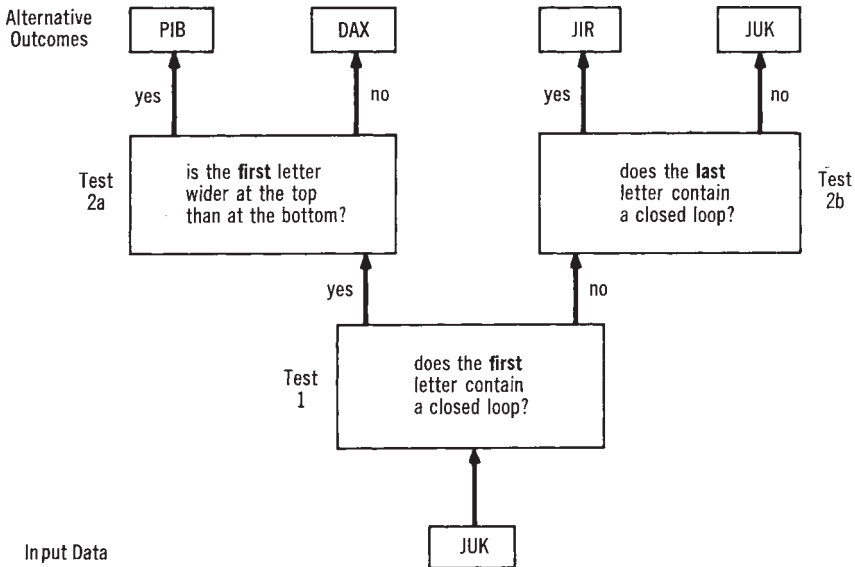 Alternative
Outcomes
PIB
DAX
JIR
JUK
yes
no
yes
no
Test
2a
is the first letter
wider at the top
than at the bottom?
does the last
letter contain
a closed loop?
Test
2b
yes
no
Test
1
does the first
letter contain
a closed loop?
Input Data
JUK